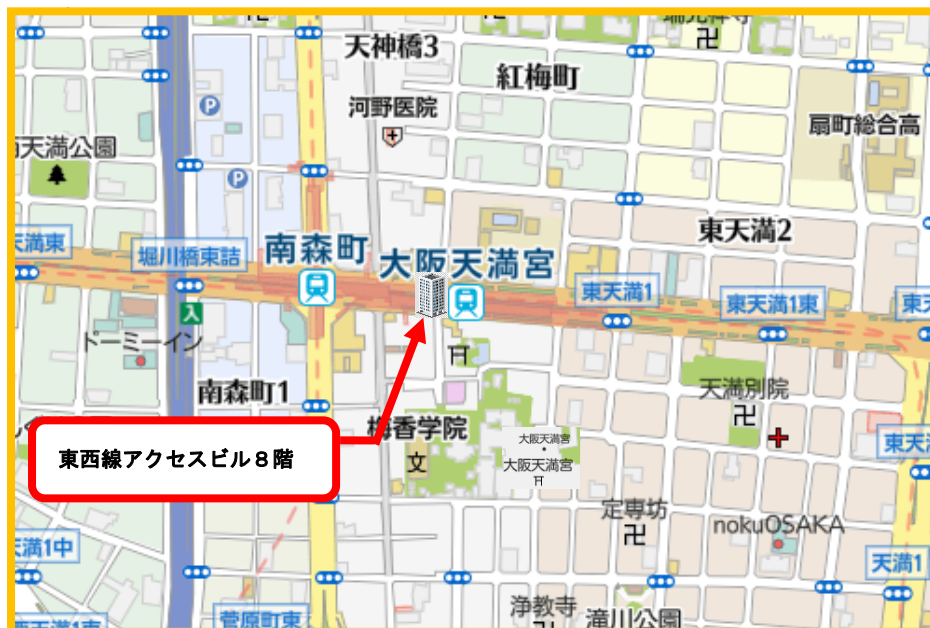 天神橋3
紅梅町
河野医院
P
扇町総合高
天満公園
P
東天満2
天満東
堀川橋東詰
南森町
大阪天満宮
東天満1
東天満1東
入
ドーミーイン
南森町1
天満別院
梅香学院
大阪天満宮
大阪天満宮
文
東西線アクセスビル8階
定専坊
nokuOSAKA
天満1中
天満1
菅原町東
浄教寺
滝川公園